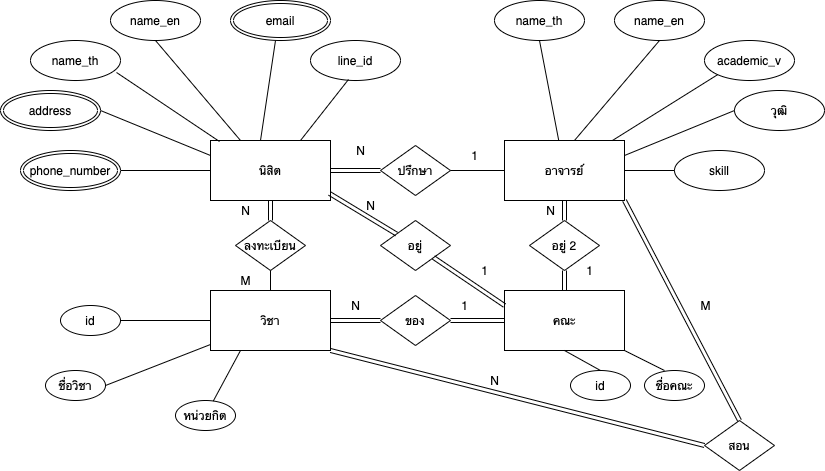 name_en
email
name_th
name_en
name_th
line_id
academic_v
address
วุฒิ
phone_number
นิสิต
N
ปรึกษา
1
อาจารย์
skill
N
N
N
ลงทะเบียน
อยู่
อยู่ 2
M
1
1
id
วิชา
N
ของ
1
คณะ
M
ชื่อวิชา
N
id
ชื่อคณะ
หน่วยกิต
สอน